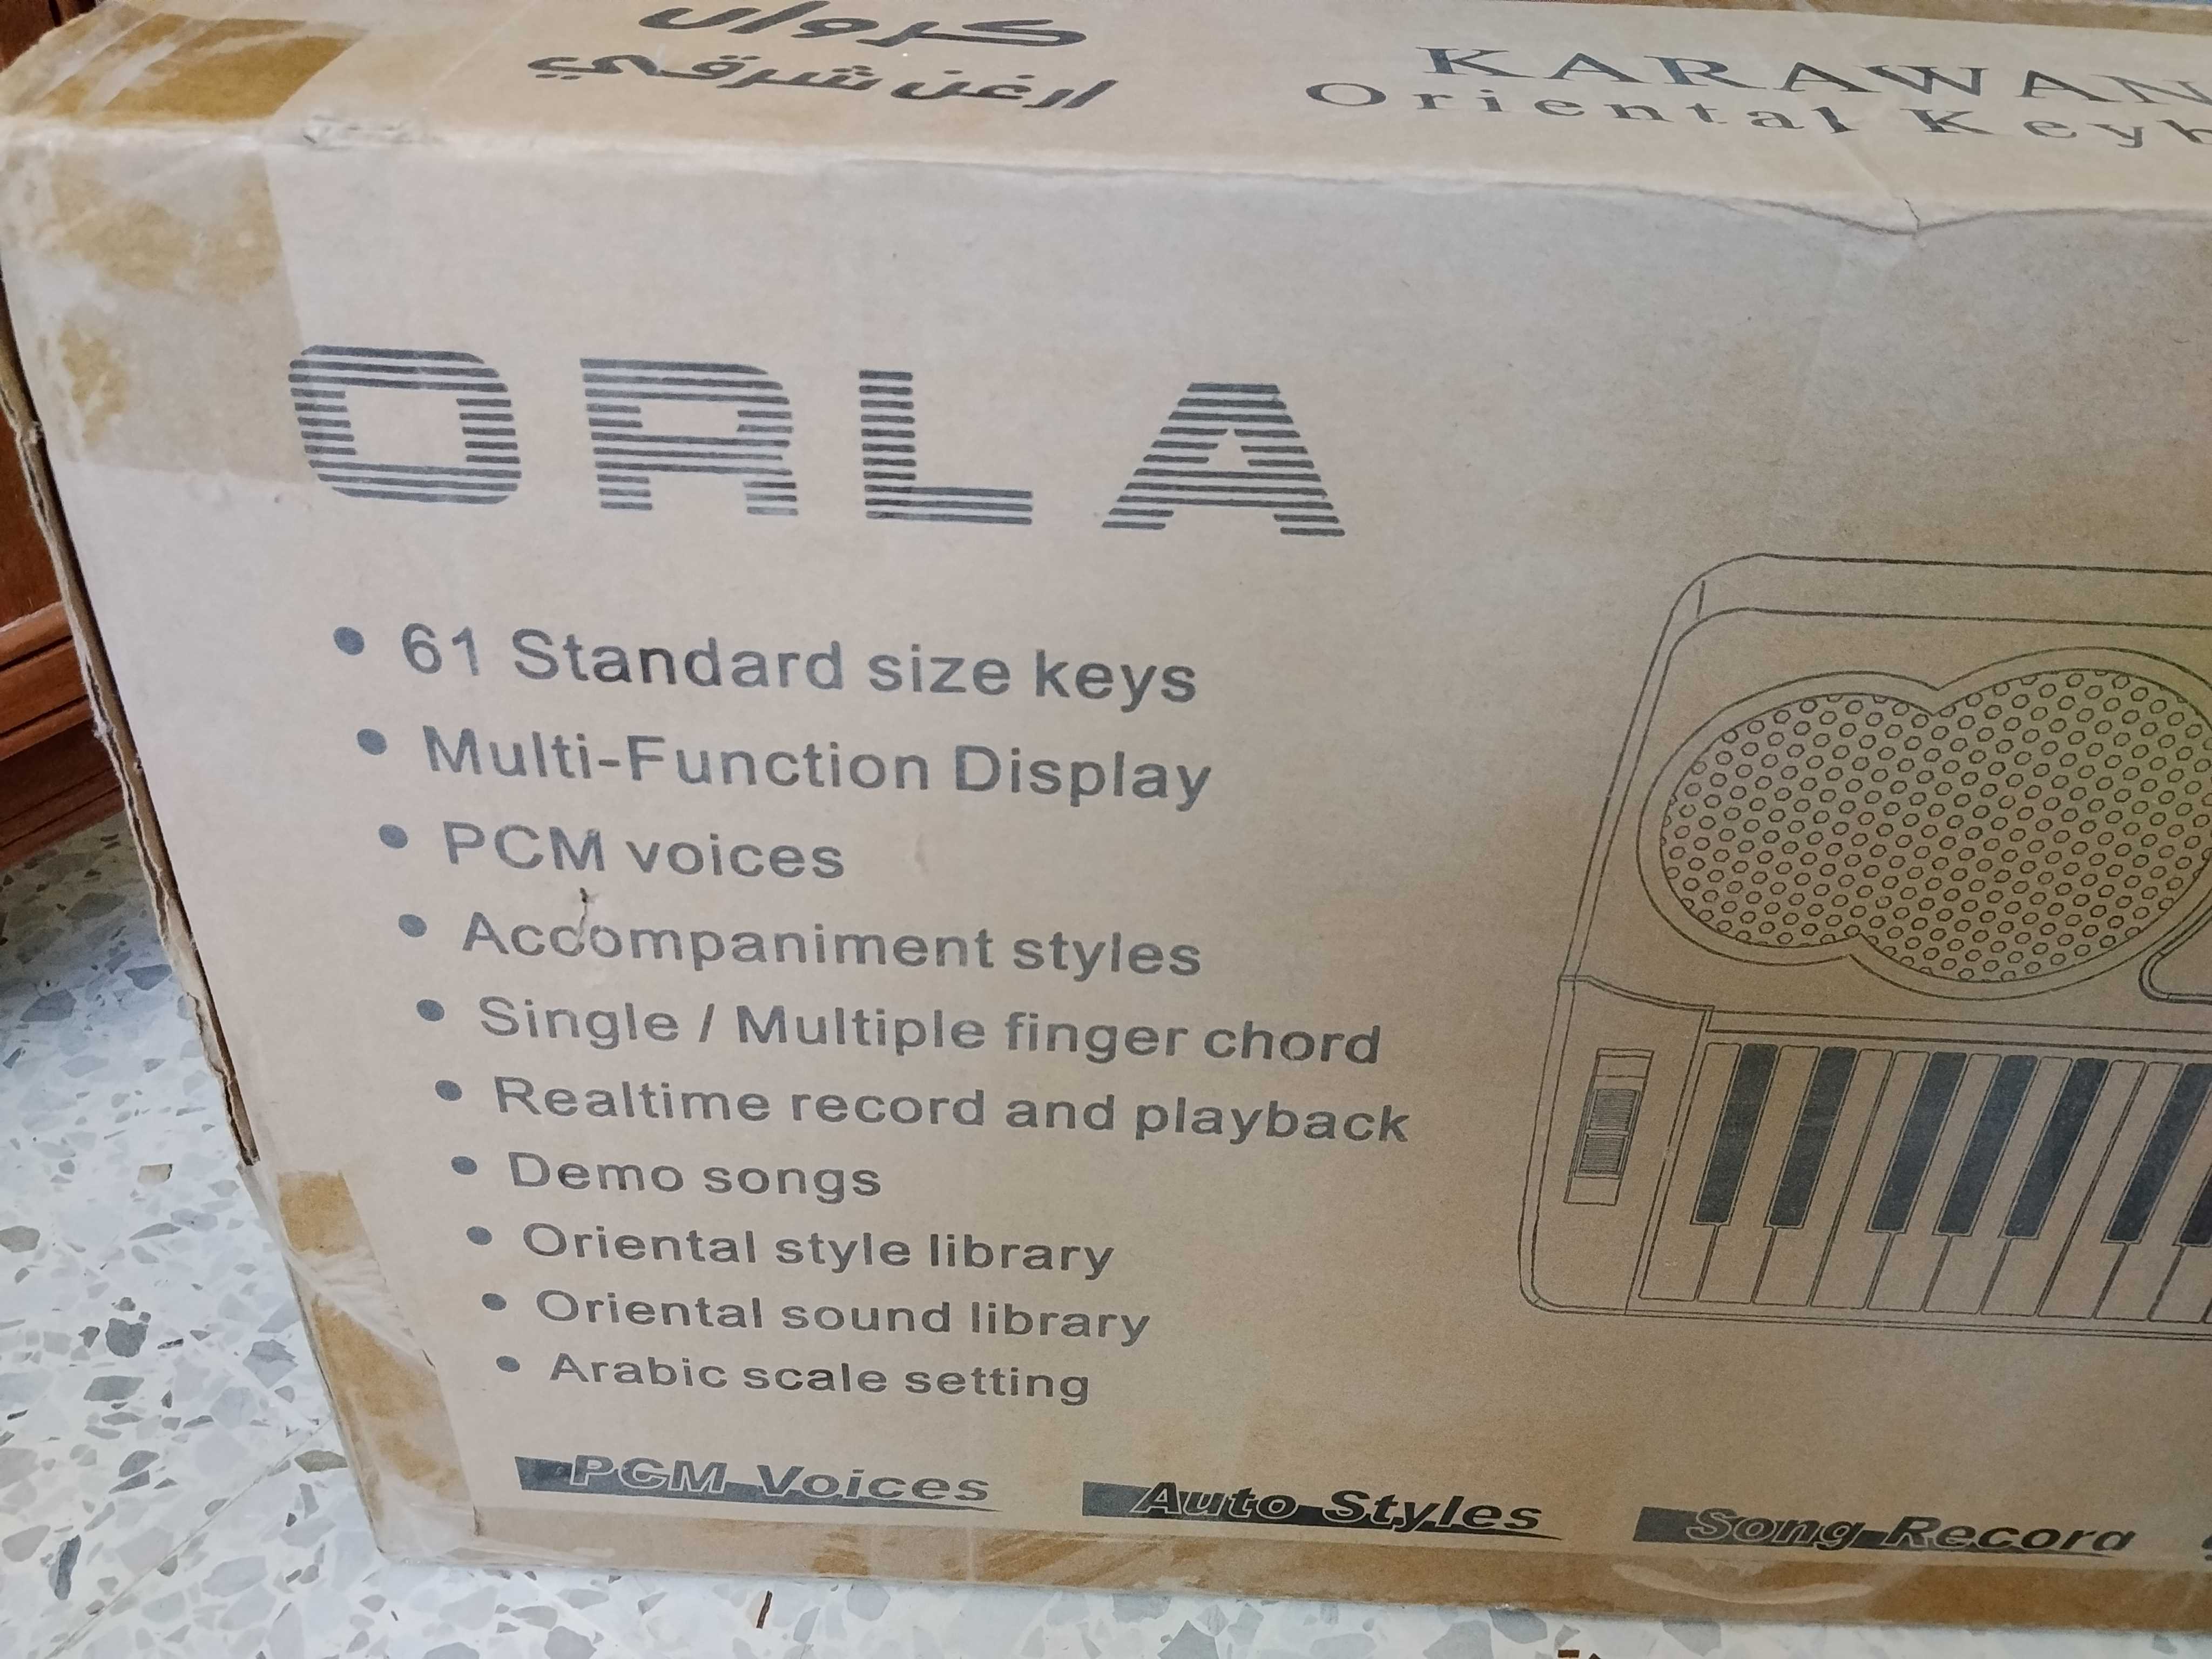 كروان
ارغن شرقي
KARAWAN
Oriental
ORLA
• 61 Standard size keys
• Multi-Function Display
• PCM voices
• Accompaniment styles
• Single / Multiple finger chord
• Realtime record and playback
• Demo songs
• Oriental style library
• Oriental sound library
• Arabic scale setting
PCM Voices
Auto Styles
Song Record